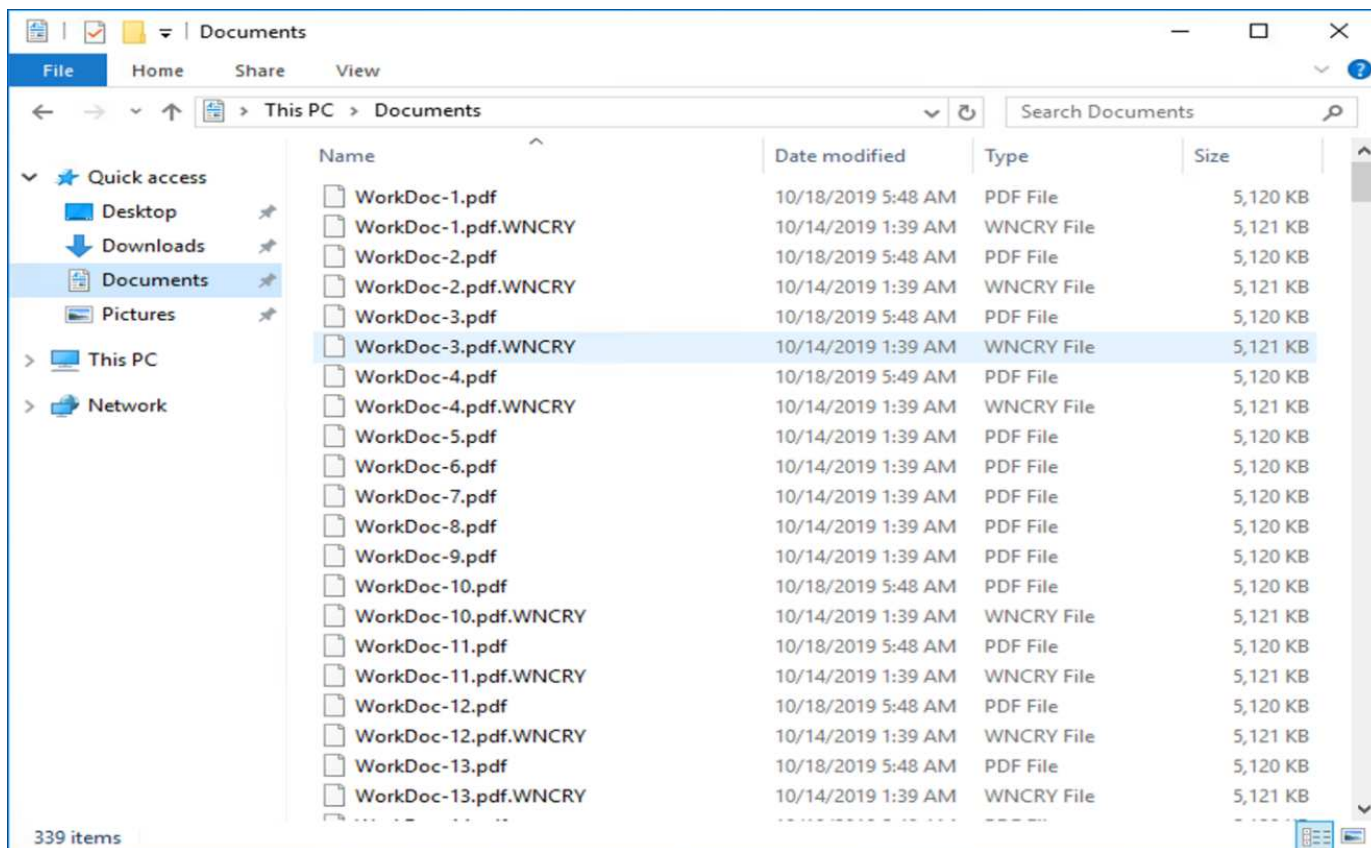 Documents
File Home Share View
This PC > Documents Search Documents
Name Date modified Type Size
Quick access
Desktop
Downloads
Documents
Pictures
This PC
Network
WorkDoc-1.pdf 10/18/2019 5:48 AM PDF File 5,120 KB
WorkDoc-1.pdf.WNCRY 10/14/2019 1:39 AM WNCRY File 5,121 KB
WorkDoc-2.pdf 10/18/2019 5:48 AM PDF File 5,120 KB
WorkDoc-2.pdf.WNCRY 10/14/2019 1:39 AM WNCRY File 5,121 KB
WorkDoc-3.pdf 10/18/2019 5:48 AM PDF File 5,120 KB
WorkDoc-3.pdf.WNCRY 10/14/2019 1:39 AM WNCRY File 5,121 KB
WorkDoc-4.pdf 10/18/2019 5:49 AM PDF File 5,120 KB
WorkDoc-4.pdf.WNCRY 10/14/2019 1:39 AM WNCRY File 5,121 KB
WorkDoc-5.pdf 10/14/2019 1:39 AM PDF File 5,120 KB
WorkDoc-6.pdf 10/14/2019 1:39 AM PDF File 5,120 KB
WorkDoc-7.pdf 10/14/2019 1:39 AM PDF File 5,120 KB
WorkDoc-8.pdf 10/14/2019 1:39 AM PDF File 5,120 KB
WorkDoc-9.pdf 10/14/2019 1:39 AM PDF File 5,120 KB
WorkDoc-10.pdf 10/18/2019 5:48 AM PDF File 5,120 KB
WorkDoc-10.pdf.WNCRY 10/14/2019 1:39 AM WNCRY File 5,121 KB
WorkDoc-11.pdf 10/18/2019 5:48 AM PDF File 5,120 KB
WorkDoc-11.pdf.WNCRY 10/14/2019 1:39 AM WNCRY File 5,121 KB
WorkDoc-12.pdf 10/18/2019 5:48 AM PDF File 5,120 KB
WorkDoc-12.pdf.WNCRY 10/14/2019 1:39 AM WNCRY File 5,121 KB
WorkDoc-13.pdf 10/18/2019 5:48 AM PDF File 5,120 KB
WorkDoc-13.pdf.WNCRY 10/14/2019 1:39 AM WNCRY File 5,121 KB
339 items